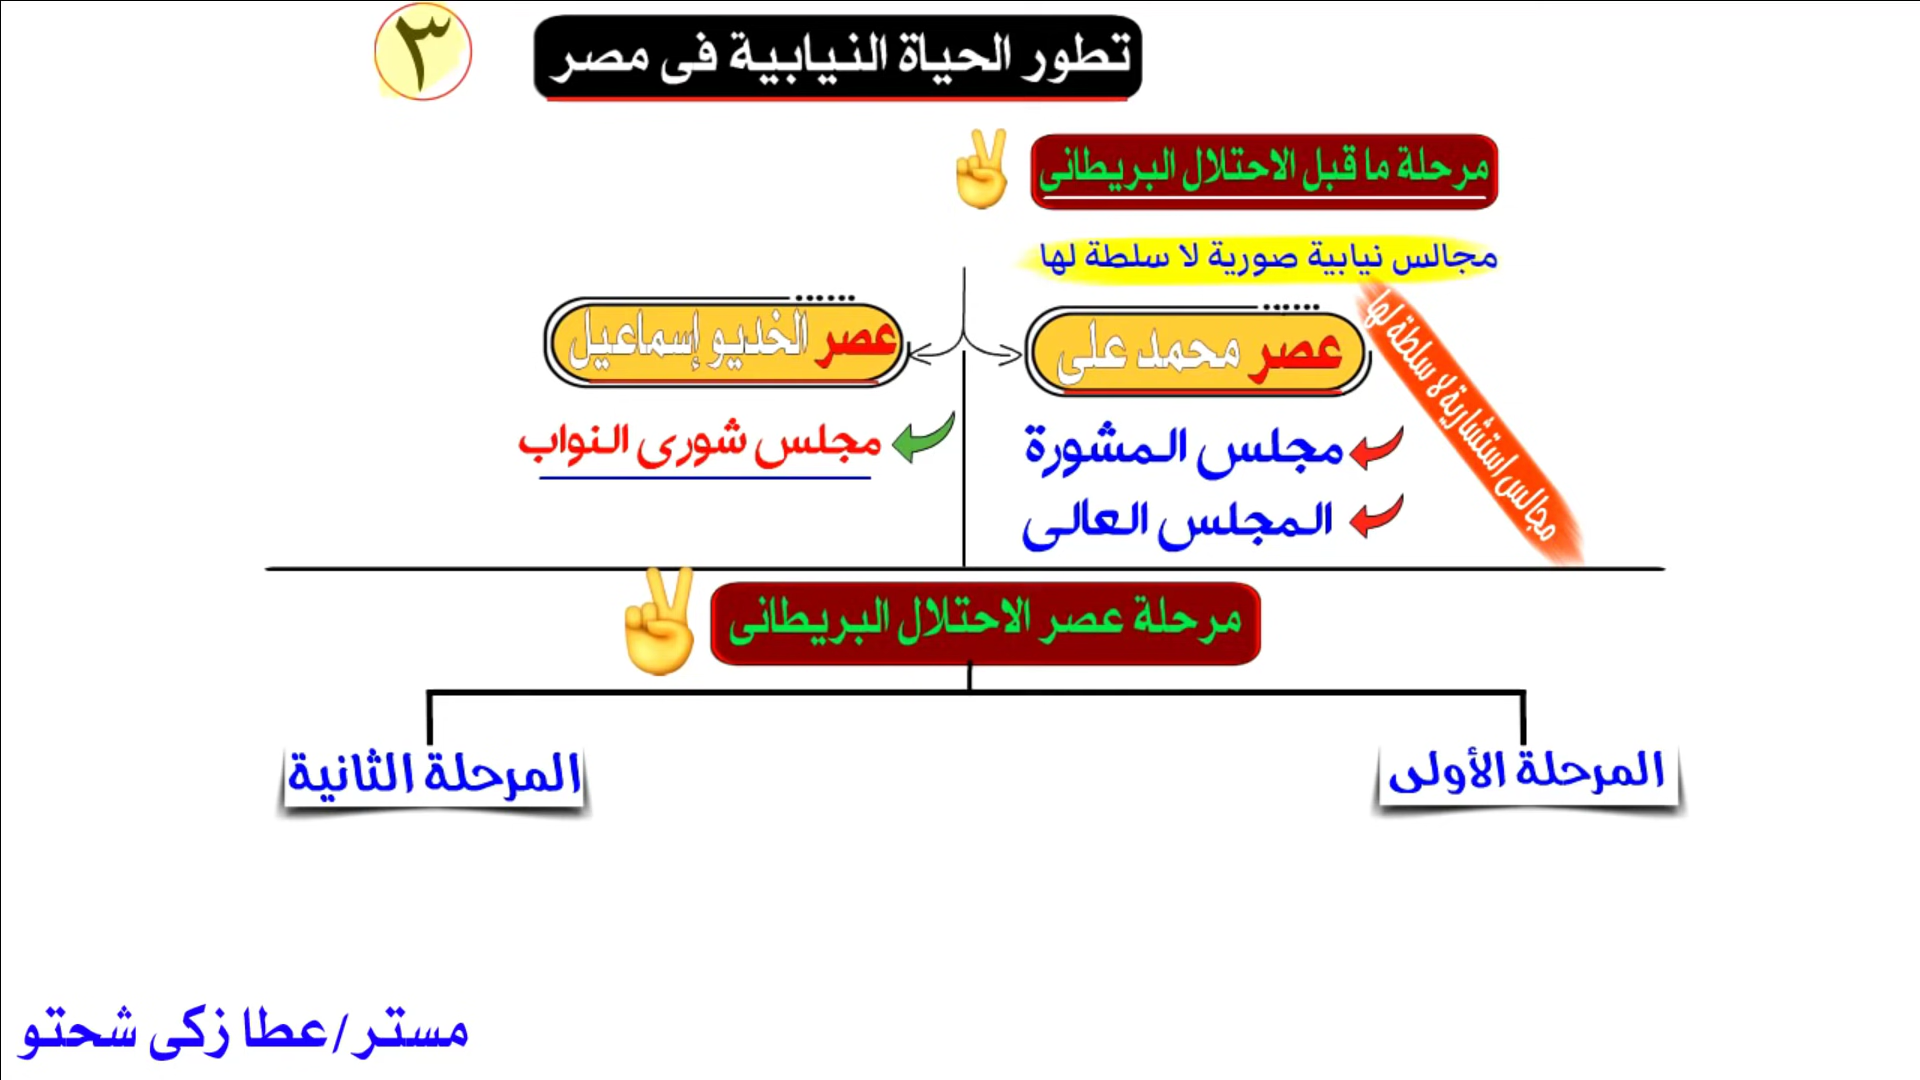 تطور الحياة النيابية فى مصر
٣
مرحلة ما قبل الاحتلال البريطانى
مجالس نيابية صورية لا سلطة لها
مجالس استشارية لا سلطة لها
عصر محمد على
عصر الخديو إسماعيل
مجلس المشورة
المجلس العالى
مجلس شورى النواب
مرحلة عصر الاحتلال البريطانى
المرحلة الأولى
المرحلة الثانية
مستر/عطا زكى شحتو